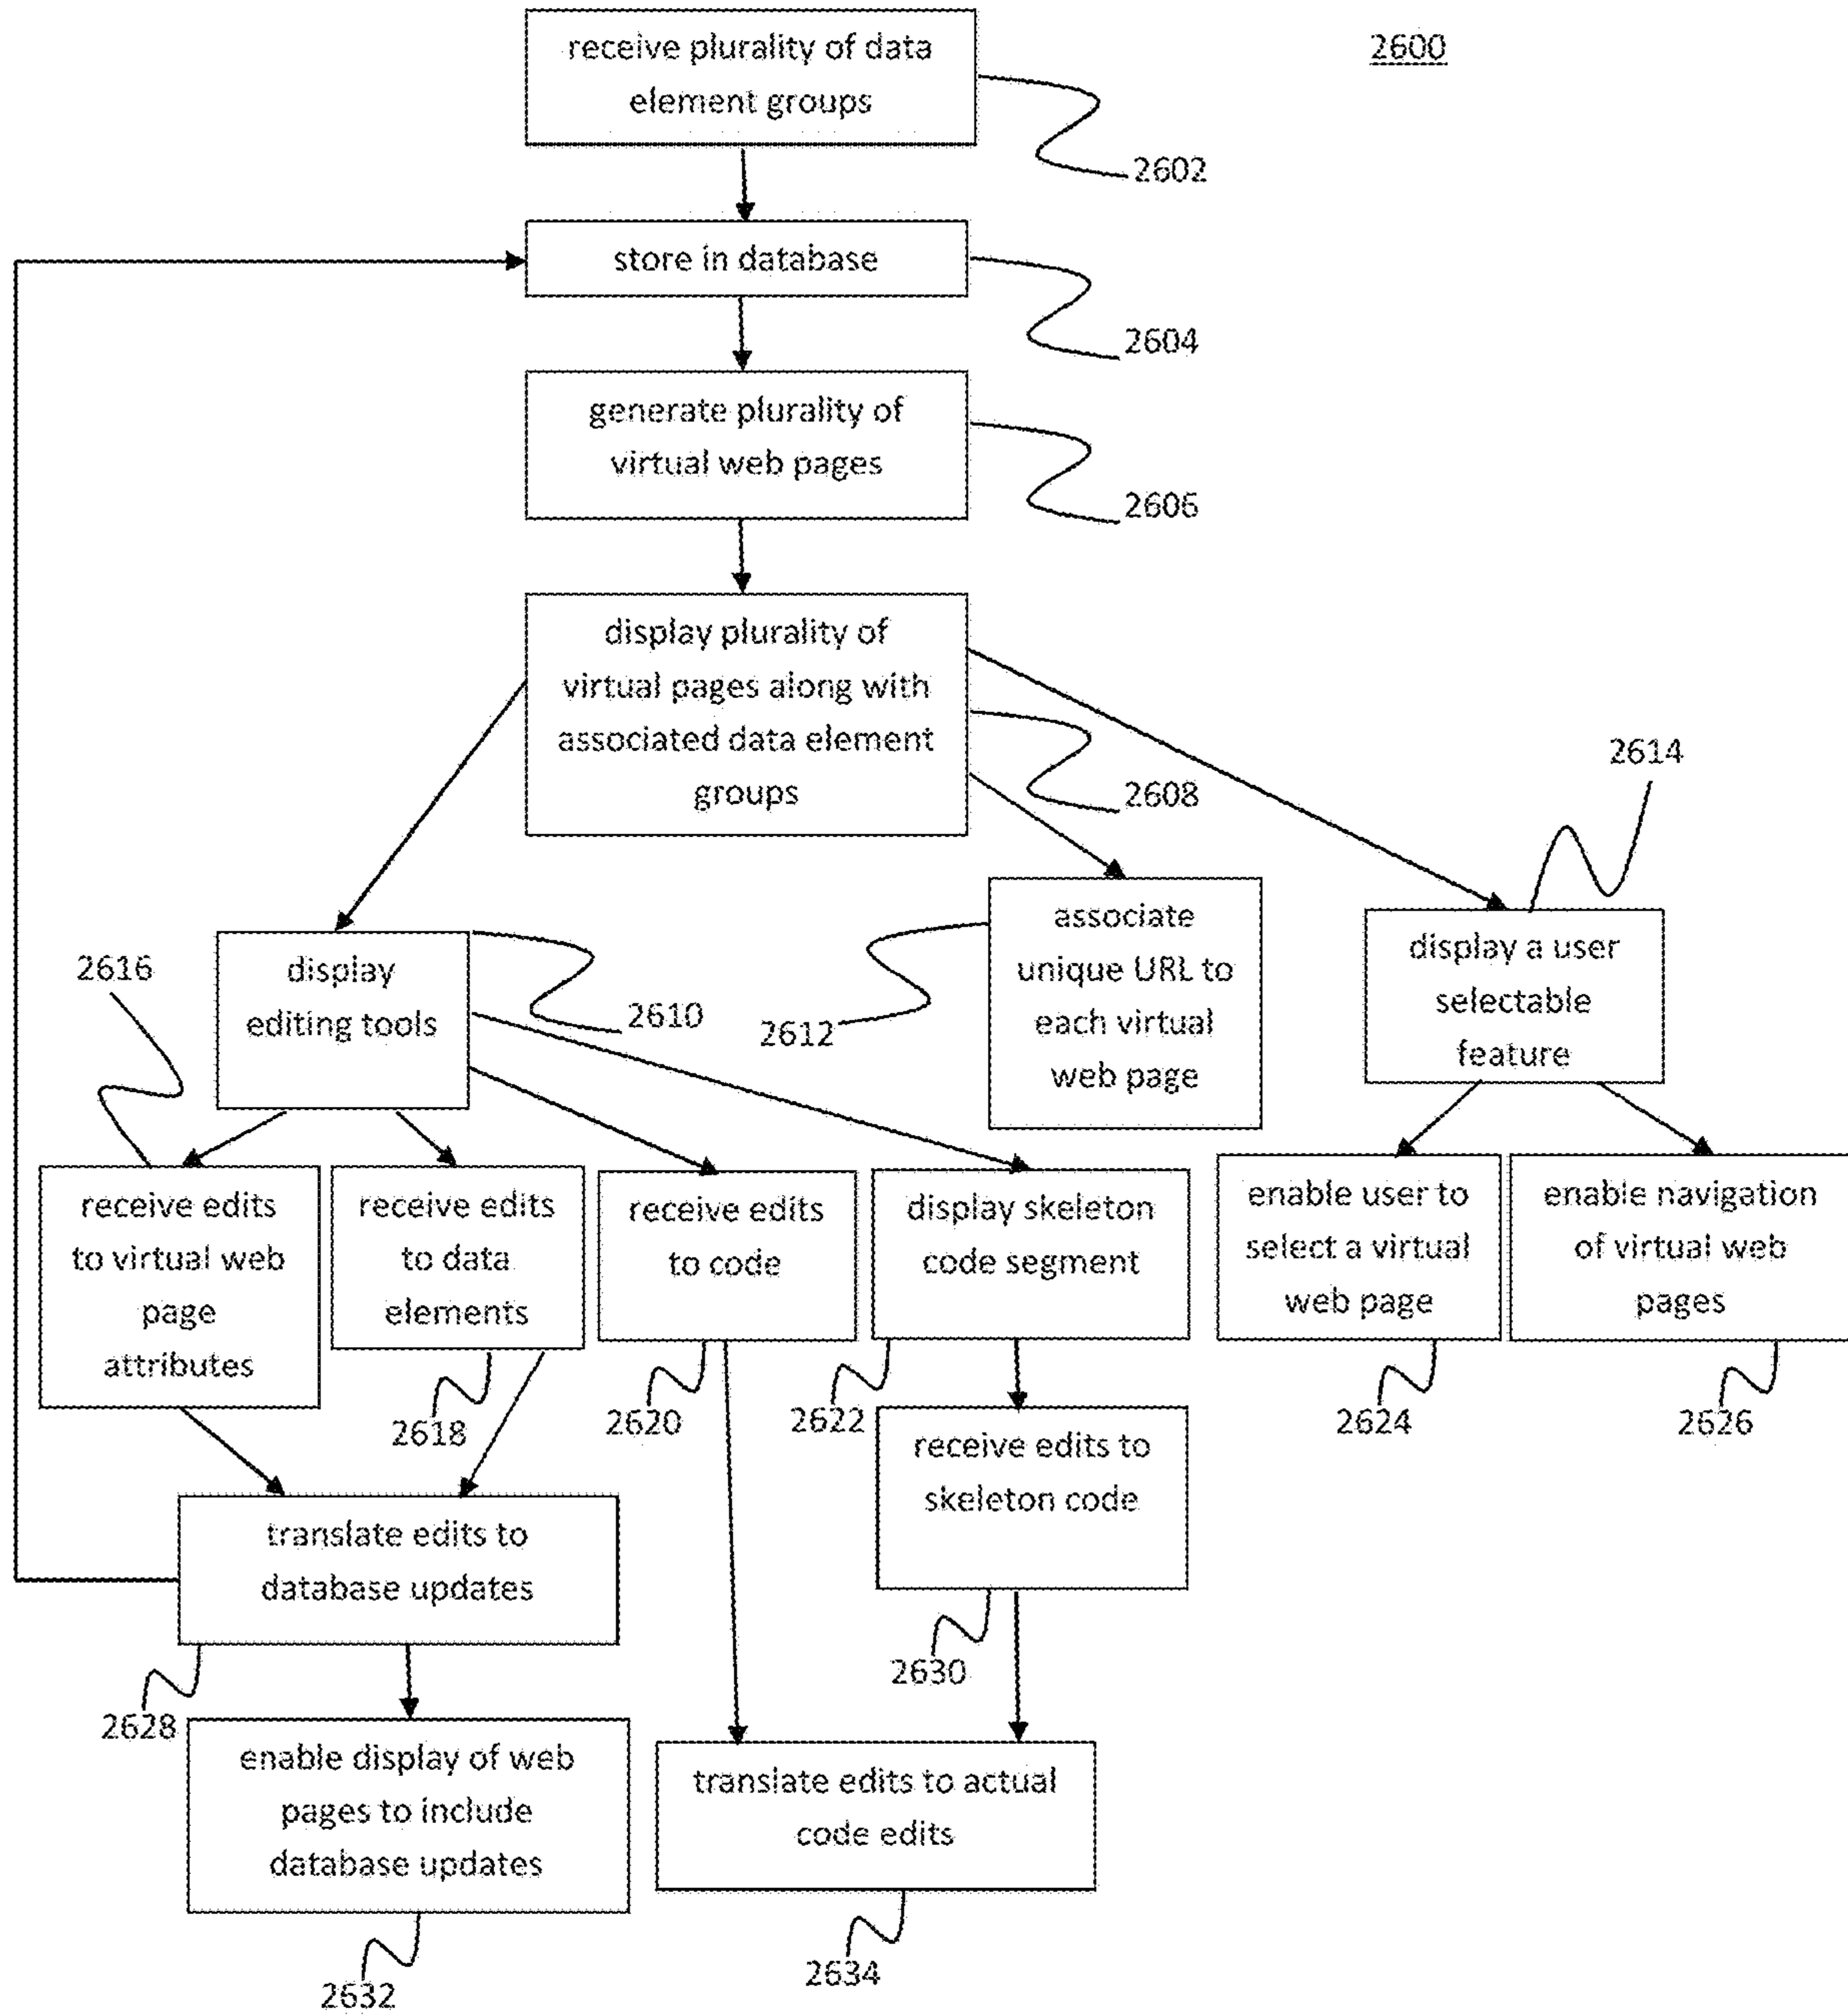 receive plurality of data
element groups
2600
2602
store in database
2604
generate plurality of
virtual web pages
2606
display plurality of
virtual pages along with
associated data element
groups
2608
2614
associate
unique URL to
each virtual
web page
2612
display a user
selectable
feature
display
editing tools
2610
2616
receive edits
to virtual web
page
attributes
receive edits
to data
elements
2618
receive edits
to code
2620
display skeleton
code segment
2622
enable user to
select a virtual
web page
2624
enable navigation
of virtual web
pages
2626
receive edits to
skeleton code
2630
translate edits to
database updates
2628
enable display of web
pages to include
database updates
2632
translate edits to actual
code edits
2634